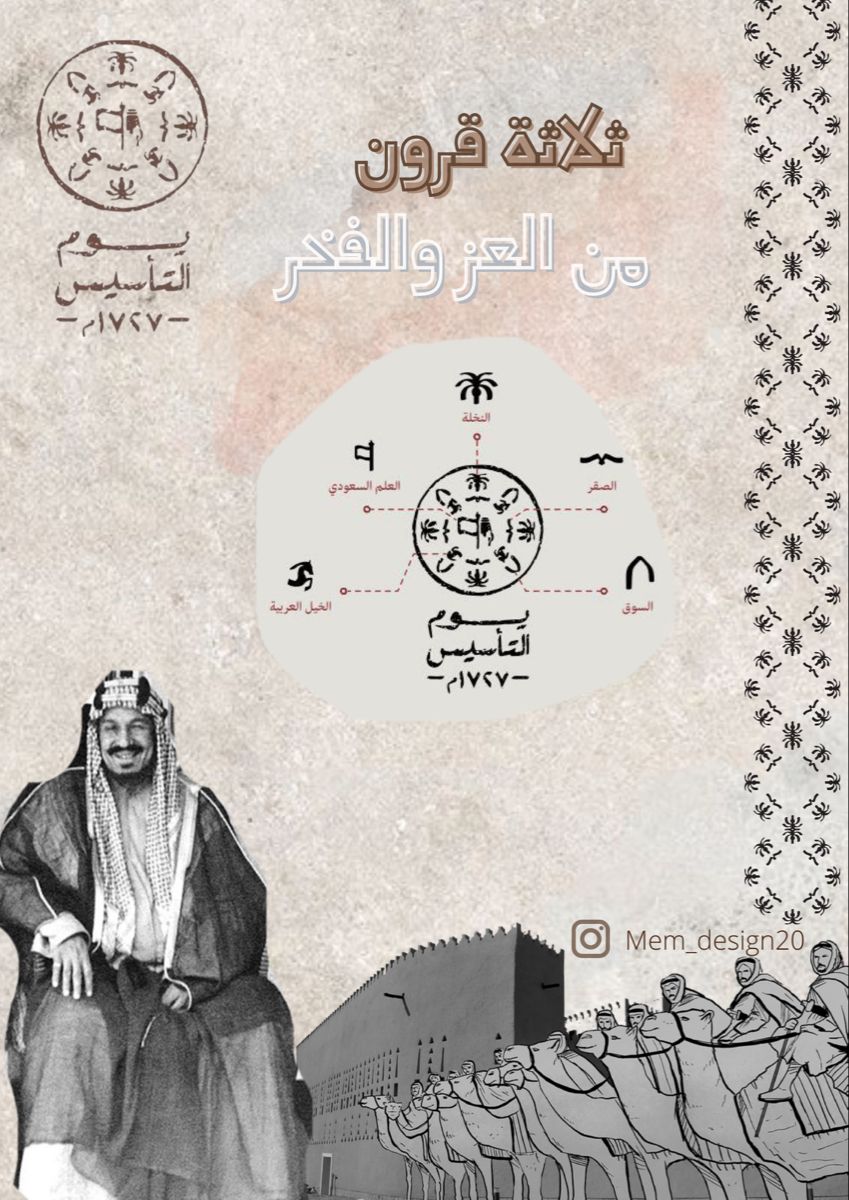 ثلاثة قرون
من العز والفخر
يوم
التأسيس
١٧٢٧م
النخلة
العلم السعودي
الصقر
الخيل العربية
السوق
يوم
التأسيس
١٧٢٧م
Mem_design20